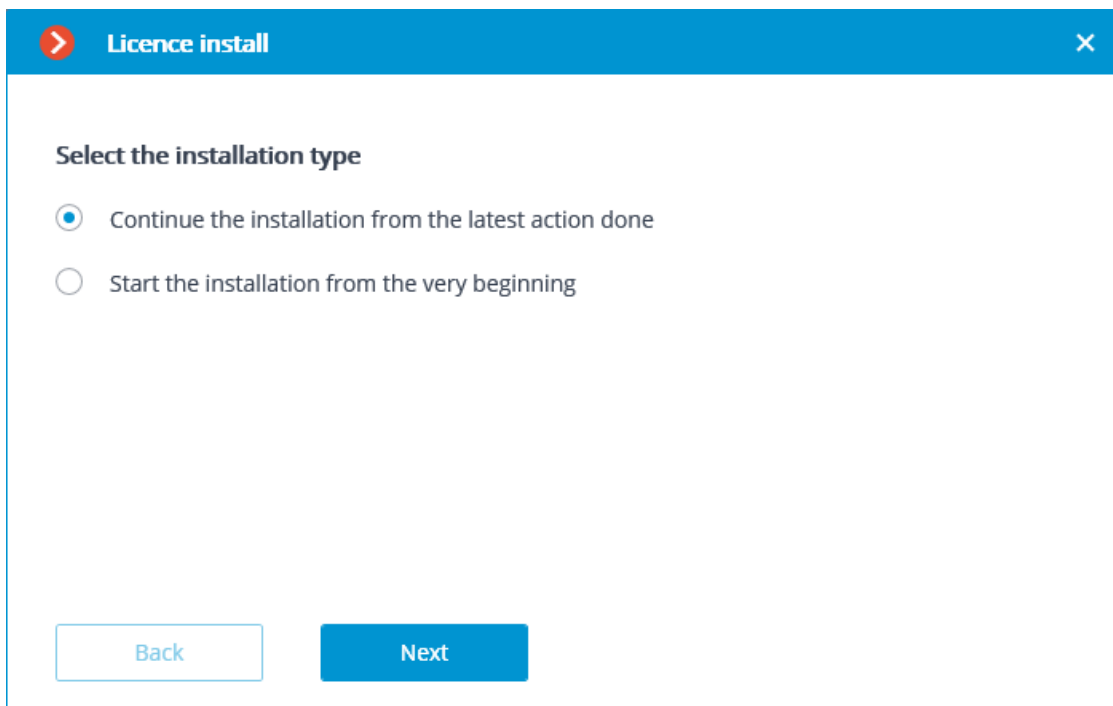 Licence install
Select the installation type
Continue the installation from the latest action done
Start the installation from the very beginning
Back
Next